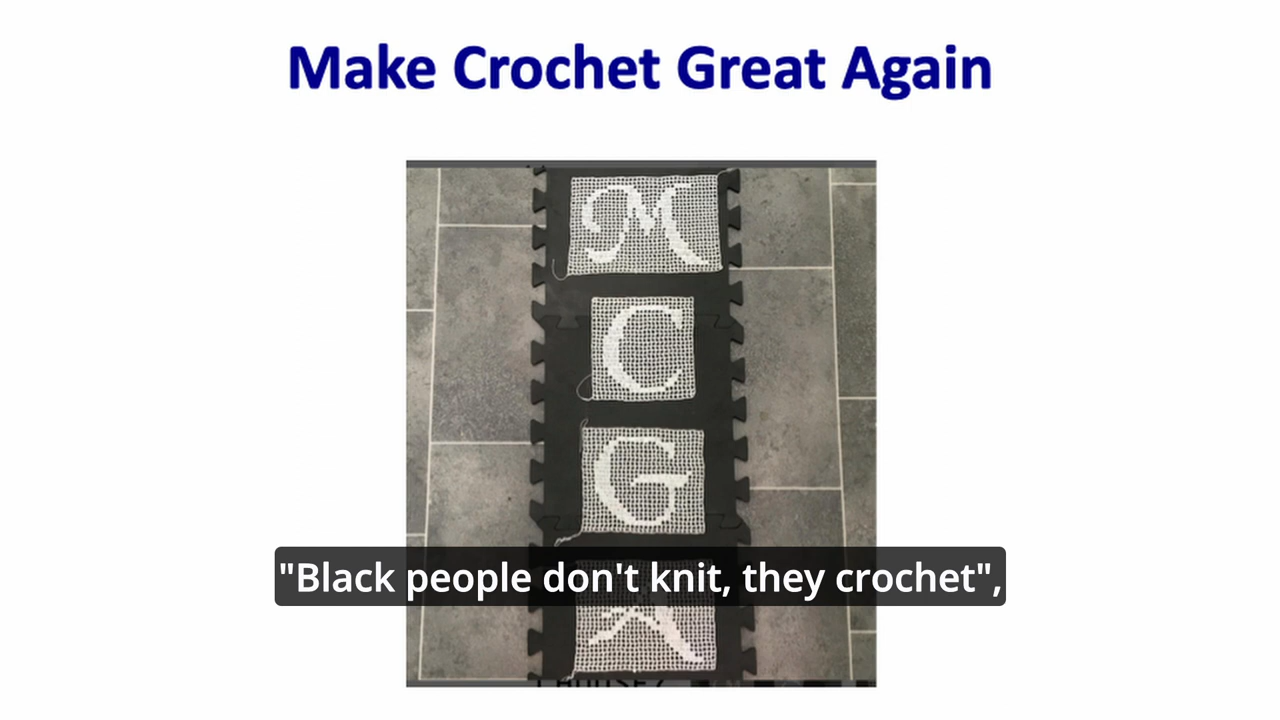 Make Crochet Great Again
M
C
G
A
"Black people don't knit, they crochet",